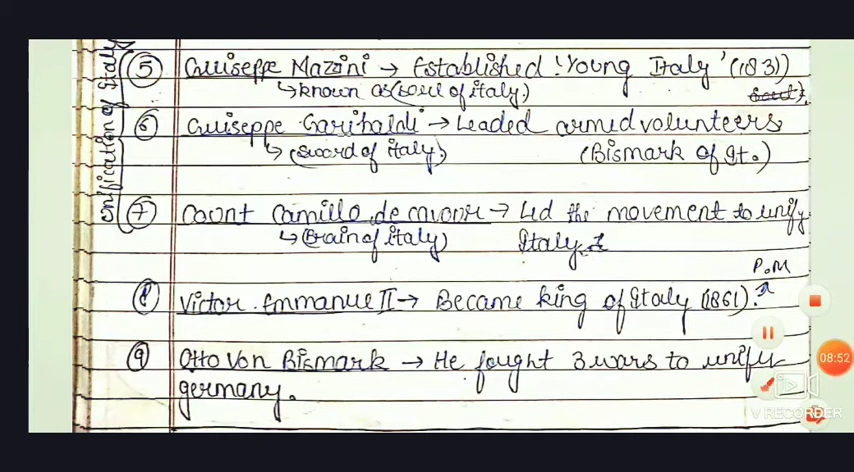 unification of Italy
⑤ Guiseppe Mazzini → Established 'Young Italy' (1831)
↳ known as (soul of italy)
⑥ Guiseppe Garibaldi → Leaded armed volunteers
↳ (sword of italy) (Bismark of It.)
⑦ Count Camillo de cavour → Led the movement to unify
↳ (brain of italy) Italy.
P.M
⑧ Victor Emmanue II → Became king of Italy (1861).
⑨ Otto Von Bismark → He fought 3 wars to unify
germany.
08:52
V RECORDER